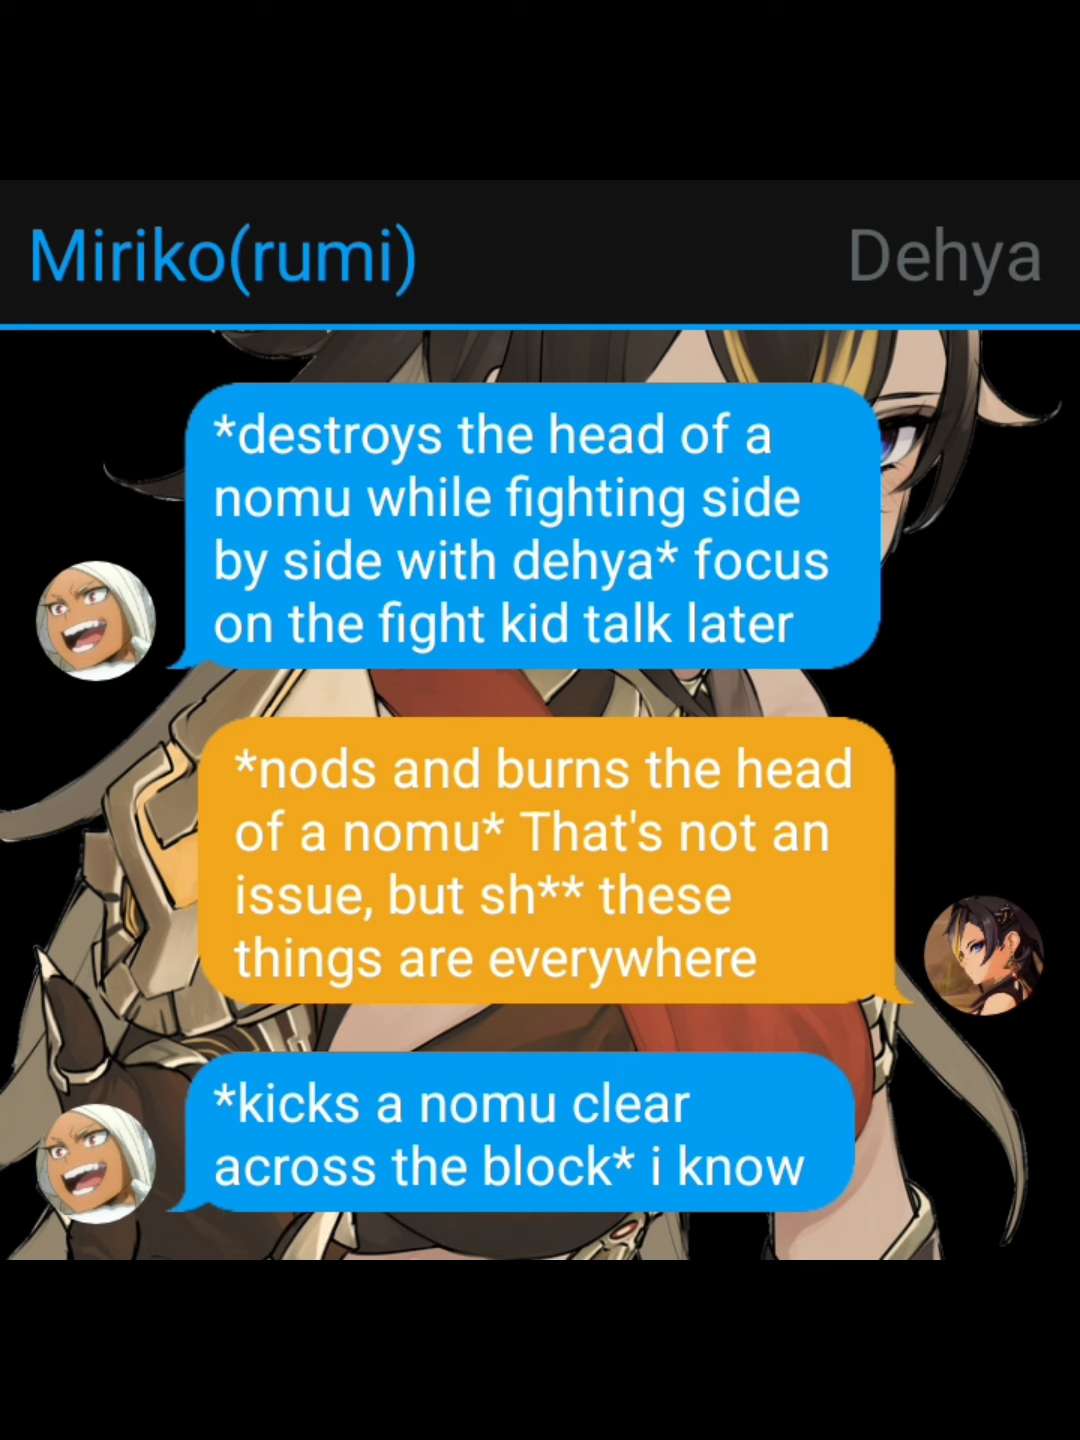 Miriko(rumi)
Dehya
*destroys the head of a
nomu while fighting side
by side with dehya* focus
on the fight kid talk later
*nods and burns the head
of a nomu* That's not an
issue, but sh** these
things are everywhere
*kicks a nomu clear
across the block* i know